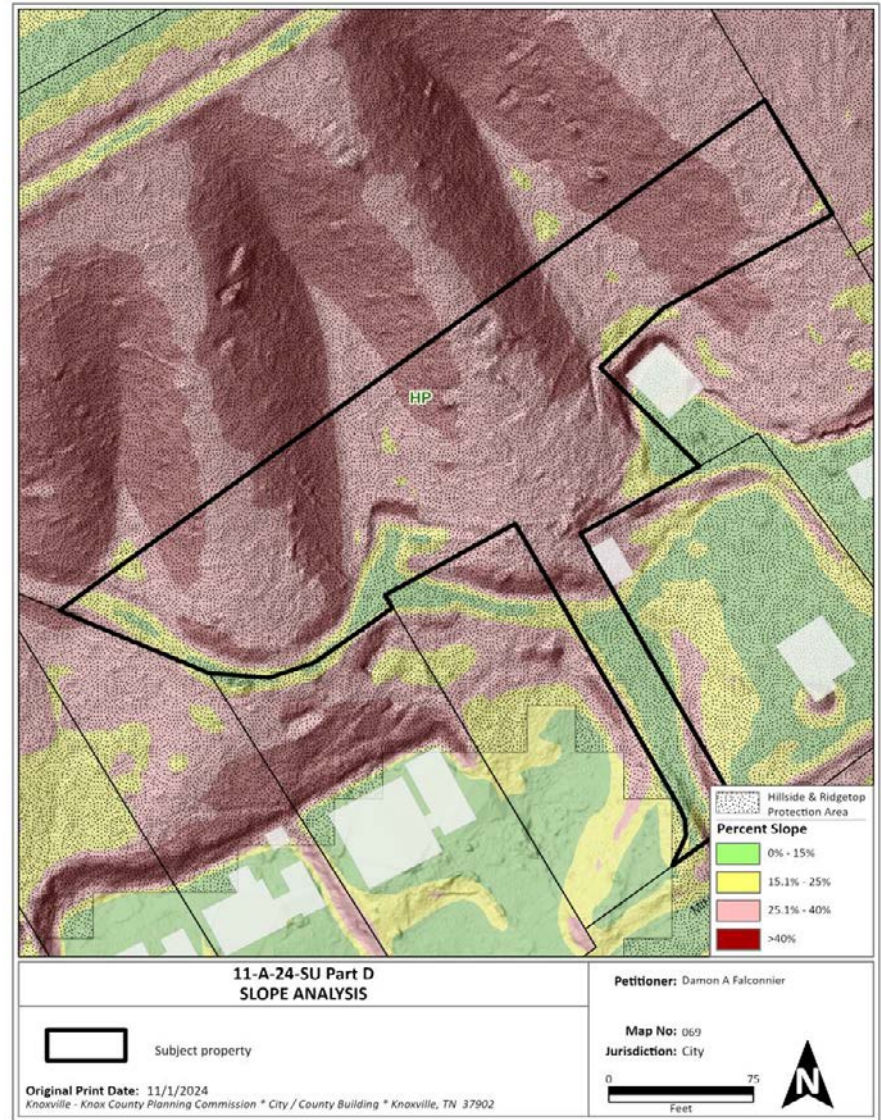 HP
Hillside & Ridgetop
Protection Area
Percent Slope
0% - 15%
15.1% - 25%
25.1% - 40%
>40%
11-A-24-SU Part D
SLOPE ANALYSIS
Subject property
Original Print Date: 11/1/2024
Knoxville - Knox County Planning Commission * City / County Building * Knoxville, TN 37902
Petitioner: Damon A Falconnier
Map No: 069
Jurisdiction: City
0 75
Feet
N